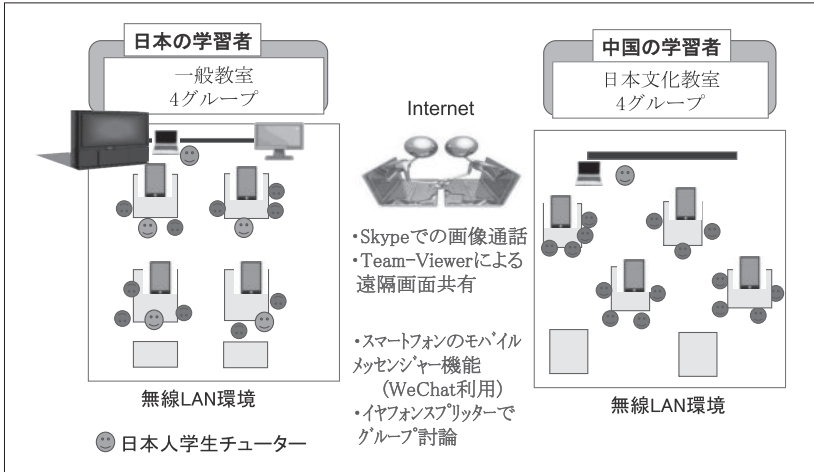 日本の学習者
一般教室
4グループ
無線LAN環境
日本人学生チューター
Internet
・Skypeでの画像通話
・Team-Viewerによる
遠隔画面共有
・スマートフォンのモバイル
メッセンジャー機能
(WeChat利用)
・イヤフォンスプリッターで
グループ討論
中国の学習者
日本文化教室
4グループ
無線LAN環境